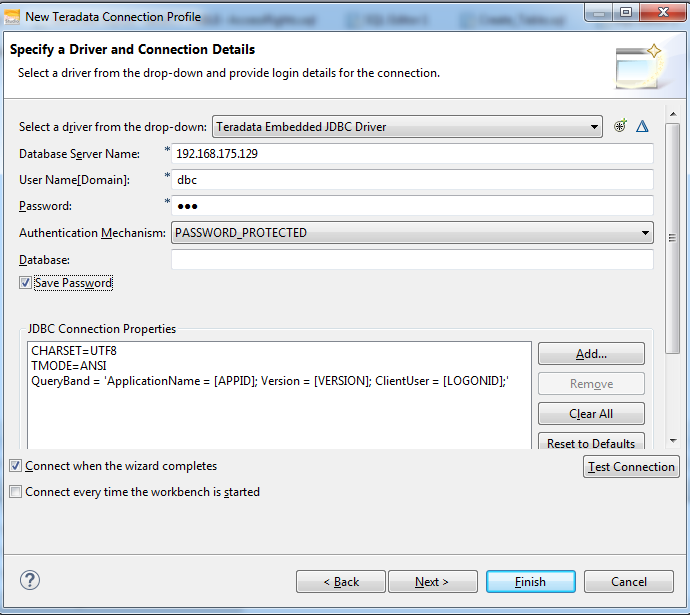 New Teradata Connection Profile
Specify a Driver and Connection Details
Select a driver from the drop-down and provide login details for the connection.
Select a driver from the drop-down: Teradata Embedded JDBC Driver
Database Server Name: * 192.168.175.129
User Name[Domain]: * dbc
Password: * ●●●
Authentication Mechanism: PASSWORD_PROTECTED
Database:
Save Password
JDBC Connection Properties
CHARSET=UTF8
TMODE=ANSI
QueryBand = 'ApplicationName = [APPID]; Version = [VERSION]; ClientUser = [LOGONID];'
Add...
Remove
Clear All
Reset to Defaults
Connect when the wizard completes
Test Connection
Connect every time the workbench is started
?
< Back
Next >
Finish
Cancel